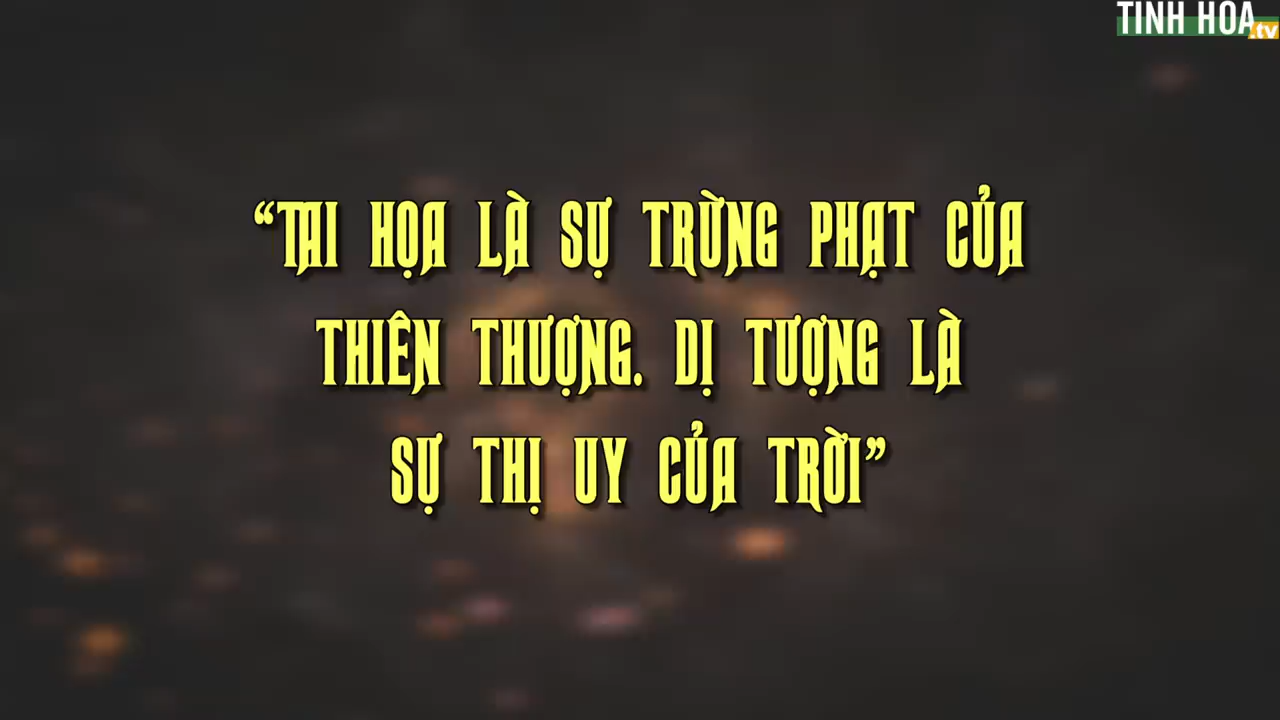 TINH HOA
.tv
“TAI HỌA LÀ SỰ TRỪNG PHẠT CỦA
THIÊN THƯỢNG. DỊ TƯỢNG LÀ
SỰ THỊ UY CỦA TRỜI”